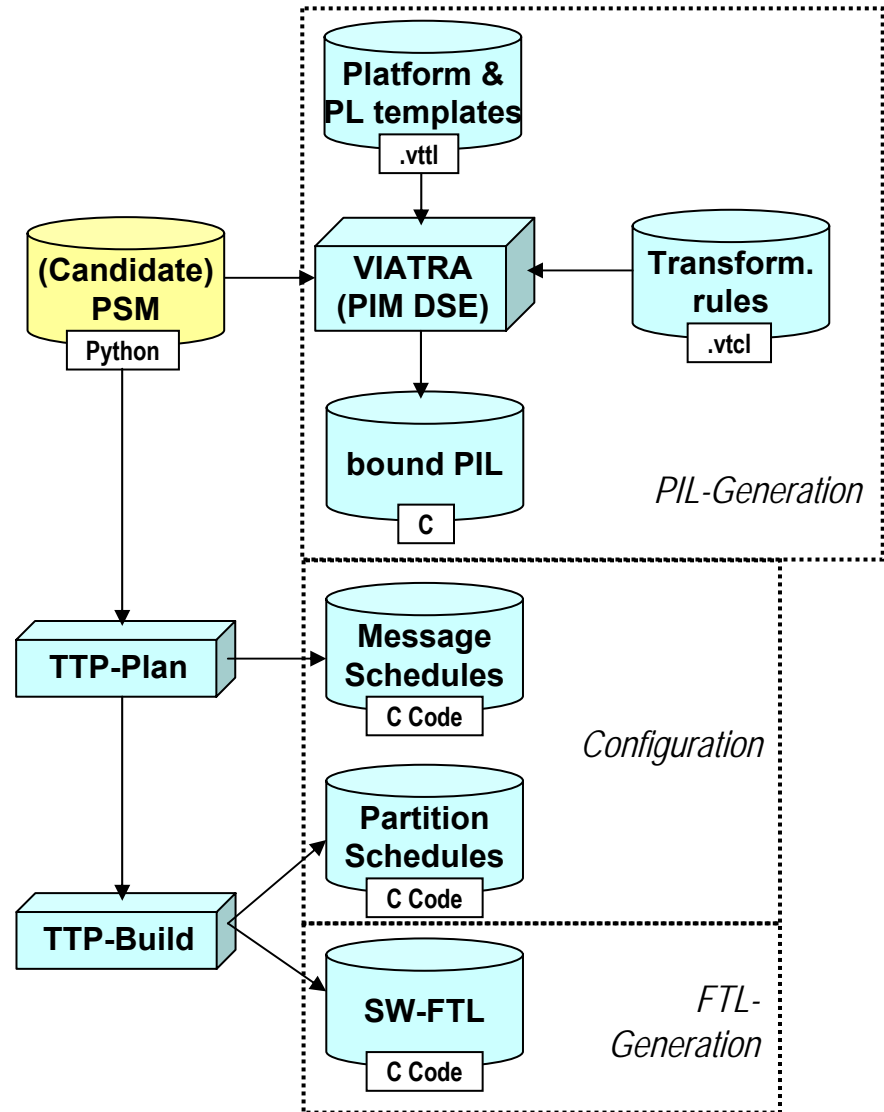 Platform &
PL templates
.vttl
(Candidate)
PSM
Python
VIATRA
(PIM DSE)
Transform.
rules
.vtcl
bound PIL
C
PIL-Generation
TTP-Plan
Message
Schedules
C Code
Configuration
Partition
Schedules
C Code
TTP-Build
SW-FTL
C Code
FTL-
Generation